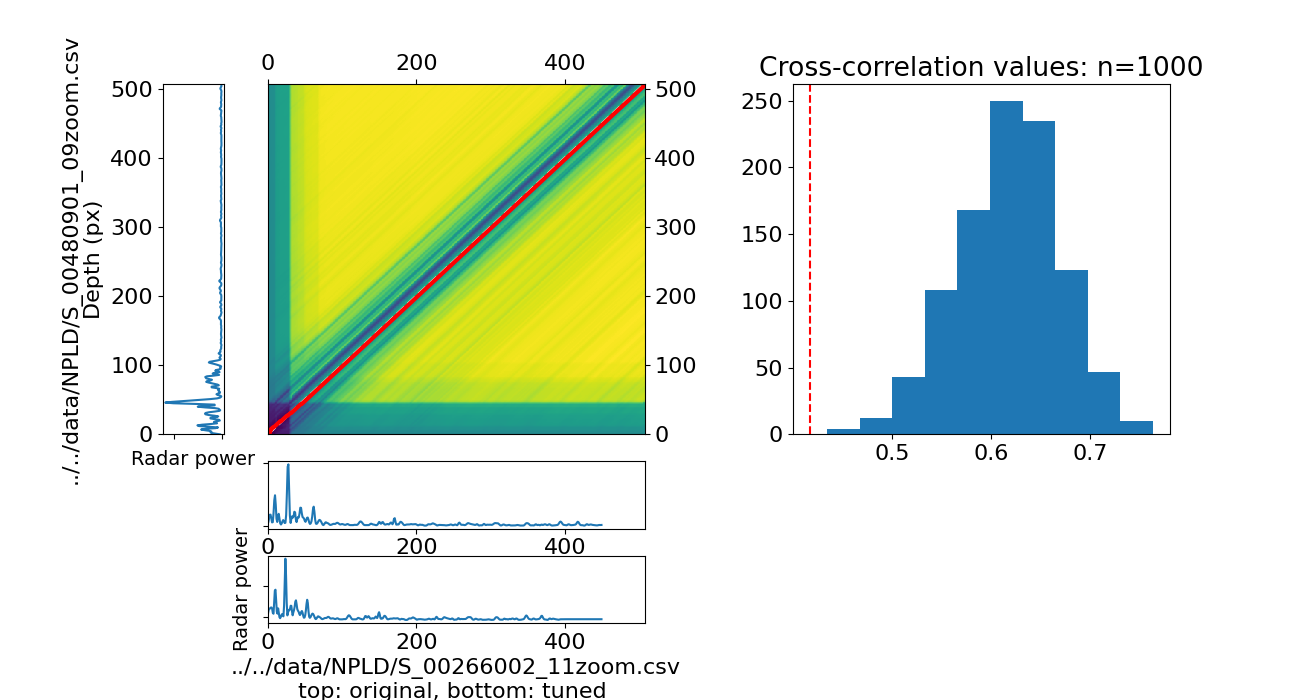 0 200 400
Cross-correlation values: n=1000
../../data/NPLD/S_00480901_09zoom.csv
Depth (px)
500
400
300
200
100
0
500
400
300
200
100
0
250
200
150
100
50
0
0.5 0.6 0.7
Radar power
0 200 400
Radar power
0 200 400
../../data/NPLD/S_00266002_11zoom.csv
top: original, bottom: tuned